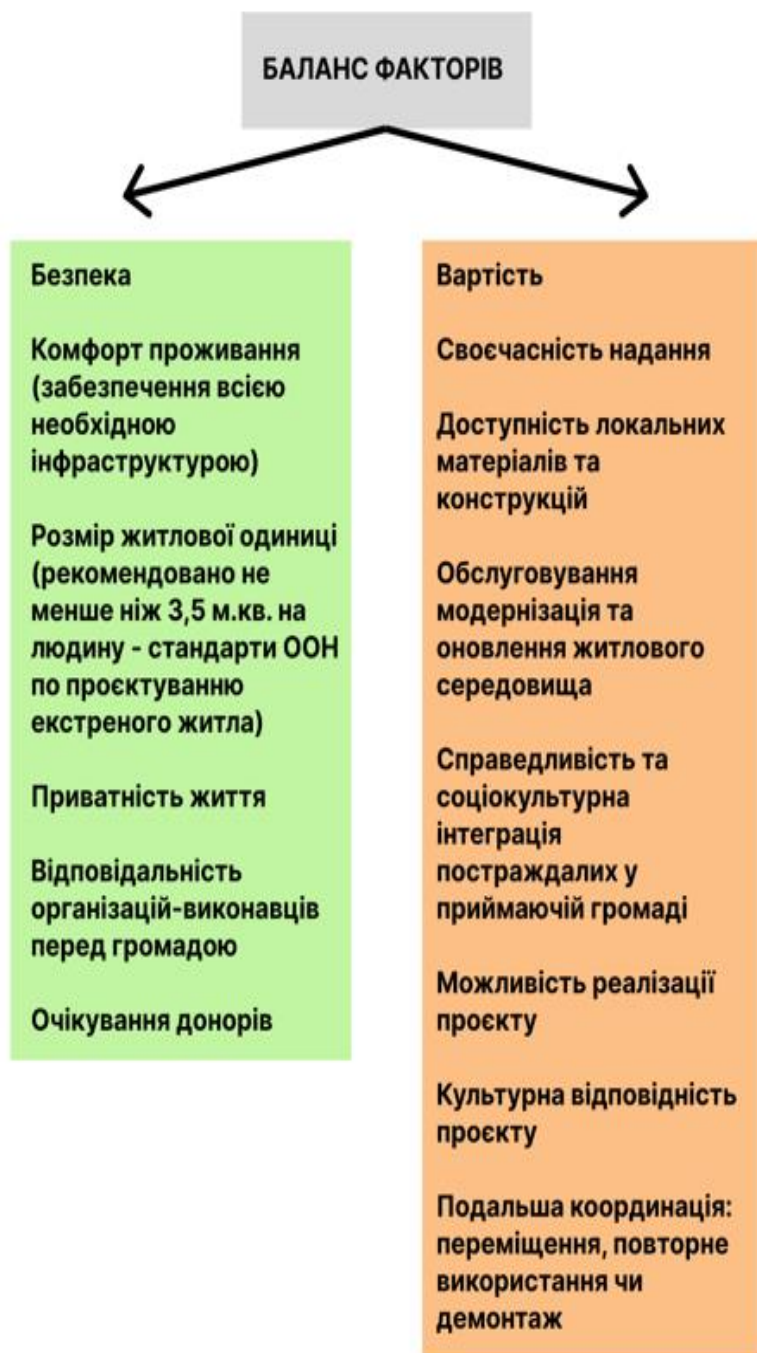 БАЛАНС ФАКТОРІВ
Безпека
Комфорт проживання
(забезпечення всією
необхідною
інфраструктурою)
Розмір житлової одиниці
(рекомендовано не
менше ніж 3,5 м.кв. на
людину - стандарти ООН
по проєктуванню
екстреного житла)
Приватність життя
Відповідальність
організацій-виконавців
перед громадою
Очікування донорів
Вартість
Своєчасність надання
Доступність локальних
матеріалів та
конструкцій
Обслуговування
модернізація та
оновлення житлового
середовища
Справедливість та
соціокультурна
інтеграція
постраждалих у
приймаючій громаді
Можливість реалізації
проєкту
Культурна відповідність
проєкту
Подальша координація:
переміщення, повторне
використання чи
демонтаж